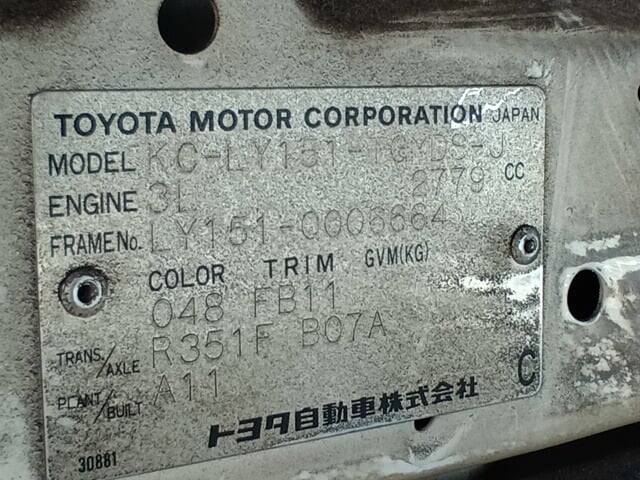 TOYOTA MOTOR CORPORATION JAPAN
MODEL KC-LY151-TGYDS-J
ENGINE 3L 2779 CC
FRAME No. LY151-0006664
COLOR TRIM GVM(KG)
048 FB11
TRANS./AXLE R351F B07A
PLANT/BUILT A11
トヨタ自動車株式会社 C
30881